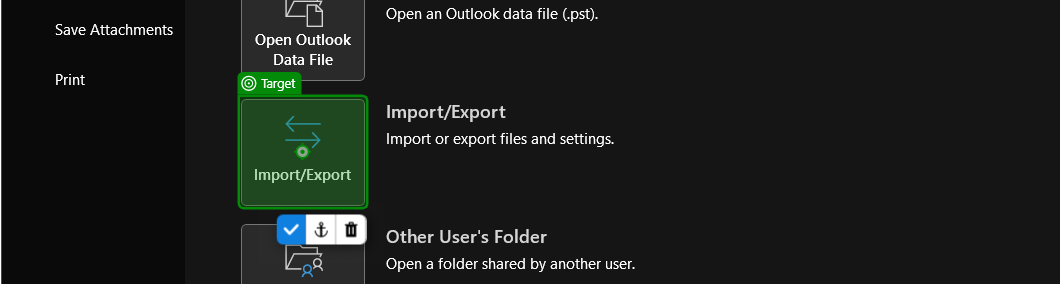 Save Attachments
Print
Open Outlook
Data File
Open an Outlook data file (.pst).
Target
Import/Export
Import/Export
Import or export files and settings.
Other User's Folder
Open a folder shared by another user.